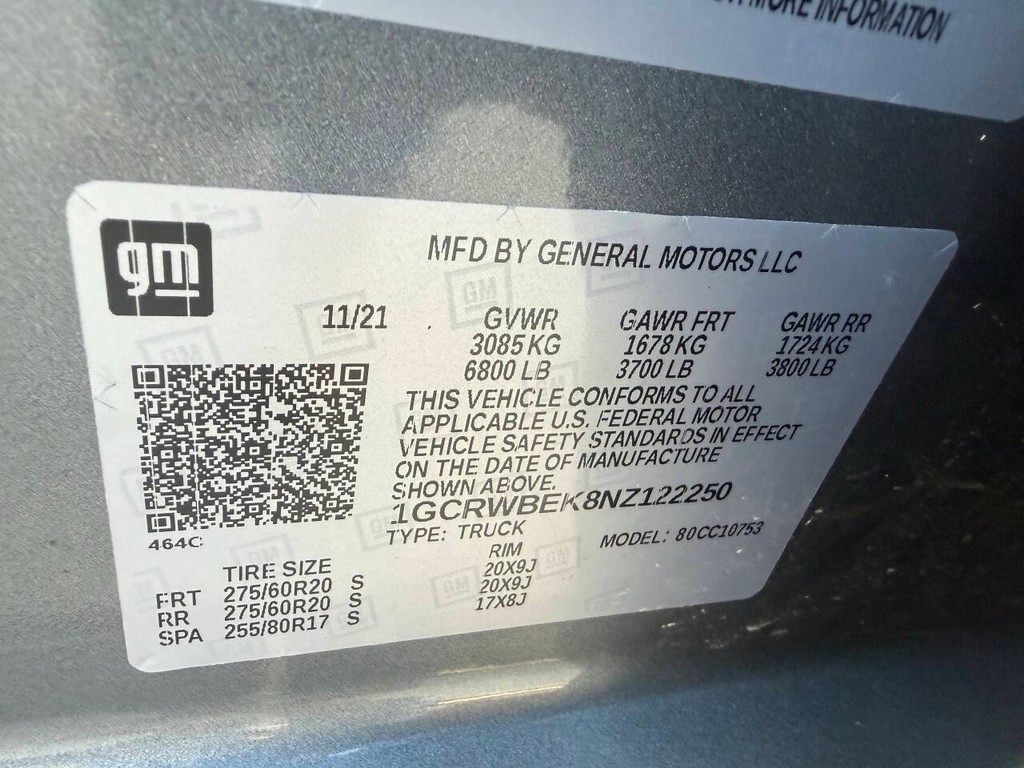 MORE INFORMATION
gm
MFD BY GENERAL MOTORS LLC
11/21 GVWR GAWR FRT GAWR RR
3085 KG 1678 KG 1724 KG
6800 LB 3700 LB 3800 LB
THIS VEHICLE CONFORMS TO ALL
APPLICABLE U.S. FEDERAL MOTOR
VEHICLE SAFETY STANDARDS IN EFFECT
ON THE DATE OF MANUFACTURE
SHOWN ABOVE.
1GCRWBEK8NZ122250
464C
TYPE: TRUCK MODEL: 80CC10753
TIRE SIZE RIM
FRT 275/60R20 S 20X9J
RR 275/60R20 S 20X9J
SPA 255/80R17 S 17X8J